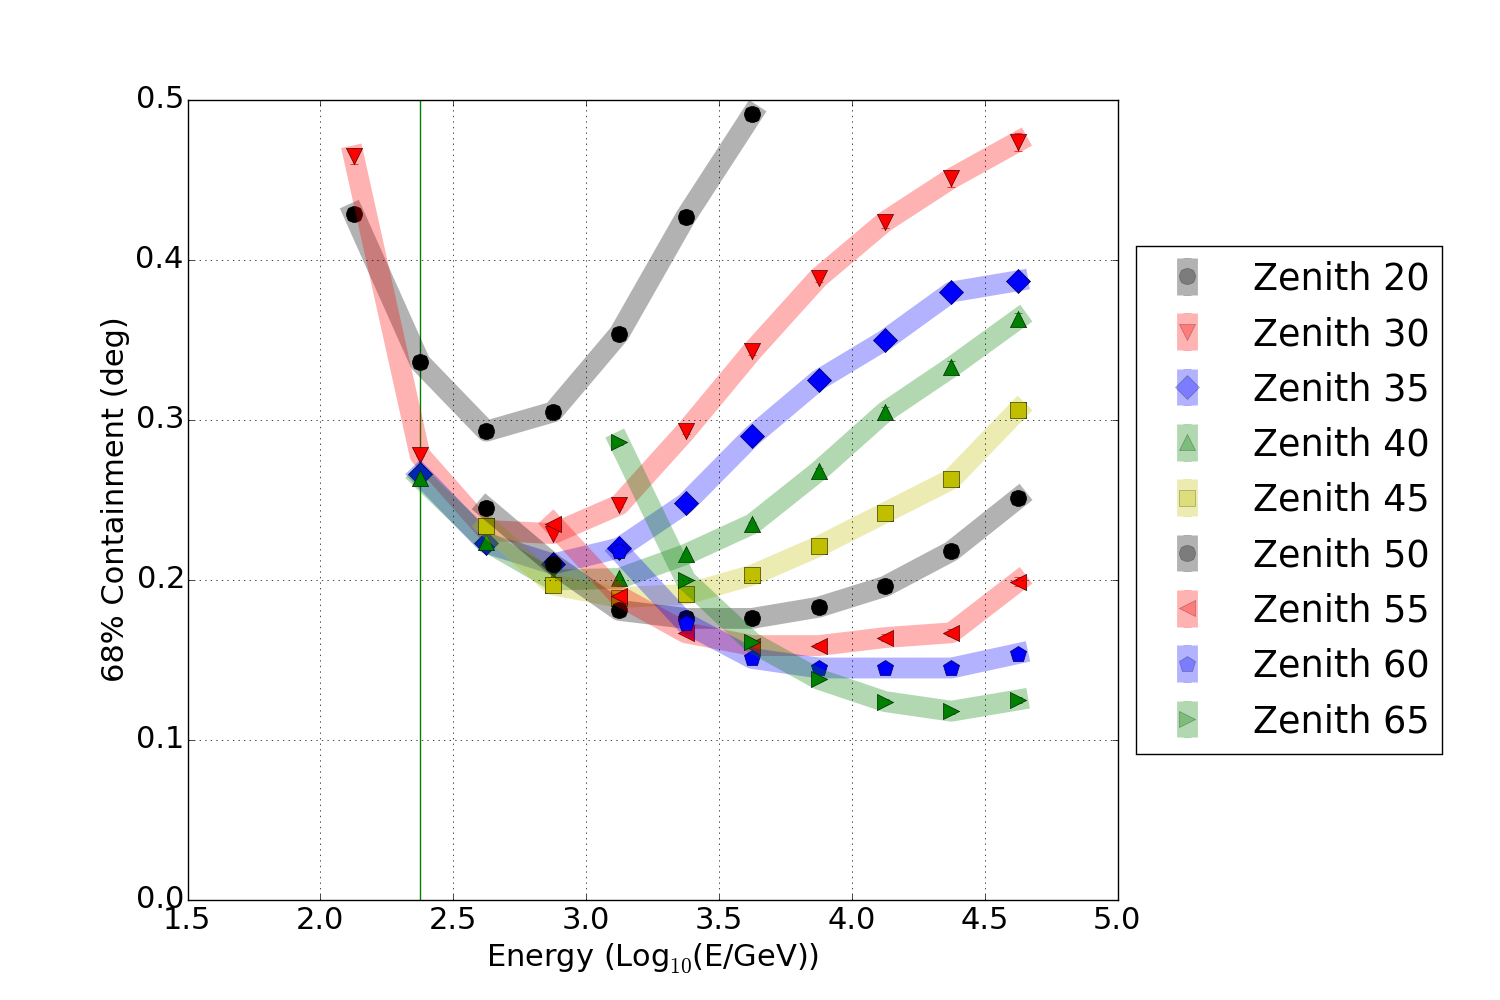 0.5
0.4
0.3
0.2
0.1
0.0
68% Containment (deg)
1.5 2.0 2.5 3.0 3.5 4.0 4.5 5.0
Energy (Log₁₀(E/GeV))
Zenith 20
Zenith 30
Zenith 35
Zenith 40
Zenith 45
Zenith 50
Zenith 55
Zenith 60
Zenith 65